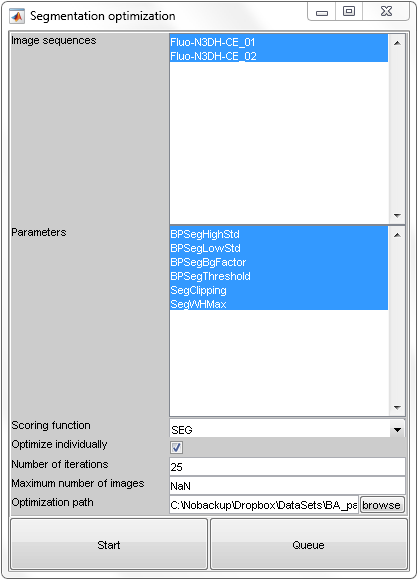 Segmentation optimization
Image sequences
Fluo-N3DH-CE_01
Fluo-N3DH-CE_02
Parameters
BPSegHighStd
BPSegLowStd
BPSegBgFactor
BPSegThreshold
SegClipping
SegWHMax
Scoring function
SEG
Optimize individually
Number of iterations
25
Maximum number of images
NaN
Optimization path
C:\Nobackup\Dropbox\DataSets\BA_pa
browse
Start
Queue